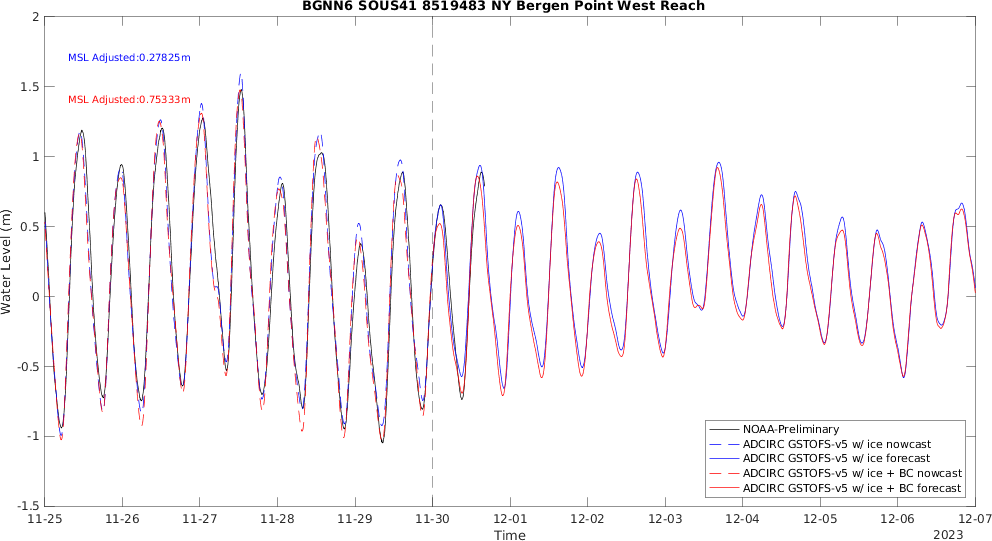 BGNN6 SOUS41 8519483 NY Bergen Point West Reach
2
1.5
1
0.5
0
-0.5
-1
-1.5
Water Level (m)
MSL Adjusted:0.27825m
MSL Adjusted:0.75333m
NOAA-Preliminary
ADCIRC GSTOFS-v5 w/ ice nowcast
ADCIRC GSTOFS-v5 w/ ice forecast
ADCIRC GSTOFS-v5 w/ ice + BC nowcast
ADCIRC GSTOFS-v5 w/ ice + BC forecast
11-25 11-26 11-27 11-28 11-29 11-30 12-01 12-02 12-03 12-04 12-05 12-06 12-07
Time
2023